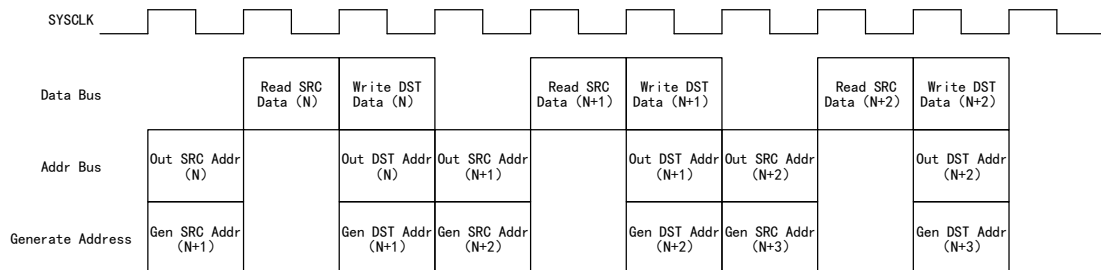 SYSCLK
Data Bus
Read SRC
Data (N)
Write DST
Data (N)
Read SRC
Data (N+1)
Write DST
Data (N+1)
Read SRC
Data (N+2)
Write DST
Data (N+2)
Addr Bus
Out SRC Addr
(N)
Out DST Addr
(N)
Out SRC Addr
(N+1)
Out DST Addr
(N+1)
Out SRC Addr
(N+2)
Out DST Addr
(N+2)
Generate Address
Gen SRC Addr
(N+1)
Gen DST Addr
(N+1)
Gen SRC Addr
(N+2)
Gen DST Addr
(N+2)
Gen SRC Addr
(N+3)
Gen DST Addr
(N+3)